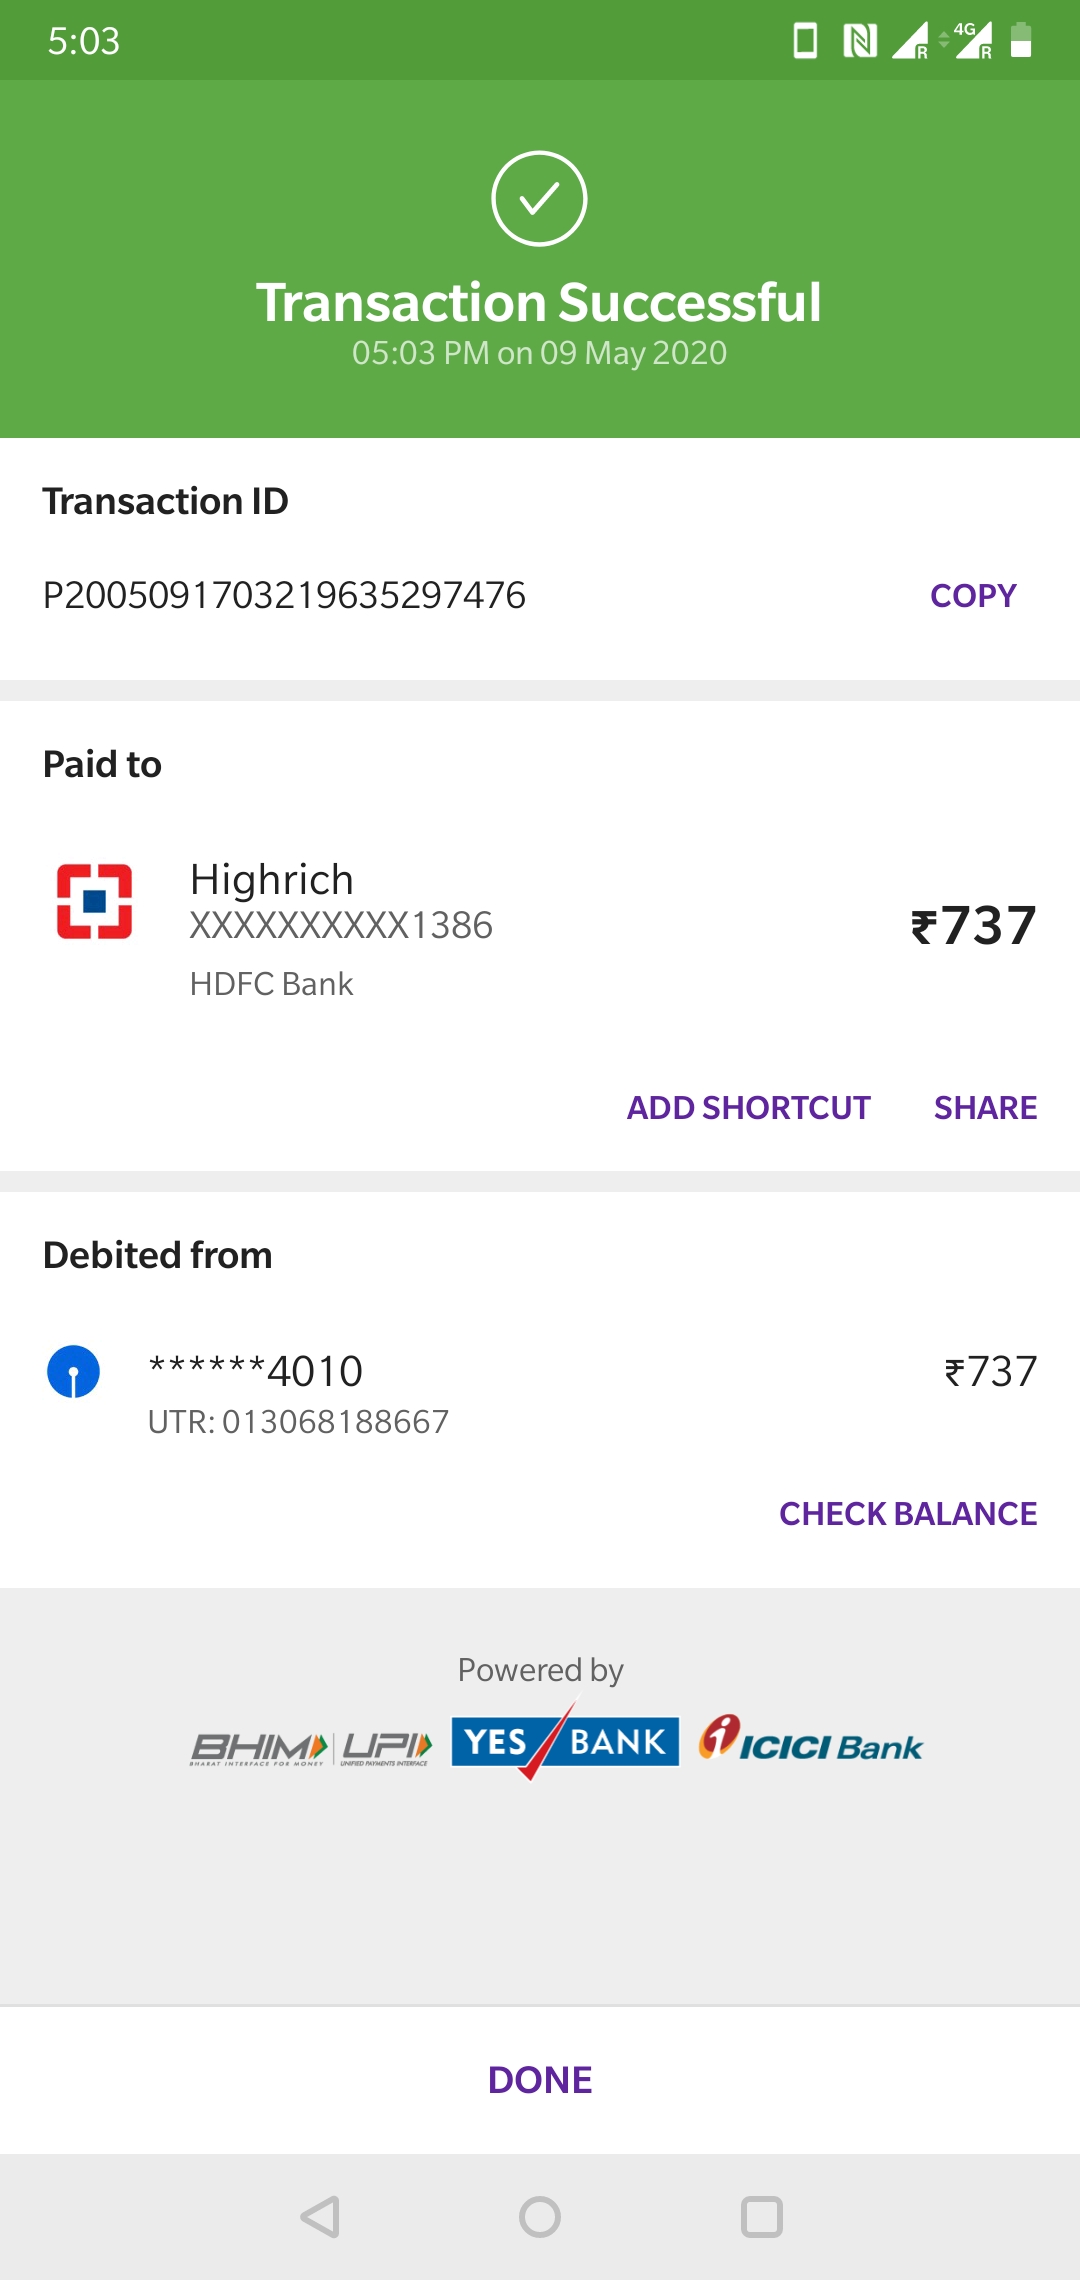 5:03
4G
R
R
Transaction Successful
05:03 PM on 09 May 2020
Transaction ID
P2005091703219635297476
COPY
Paid to
Highrich
XXXXXXXXXX1386
₹737
HDFC Bank
ADD SHORTCUT SHARE
Debited from
******4010
₹737
UTR: 013068188667
CHECK BALANCE
Powered by
BHIM UPI YES BANK ICICI Bank
BHARAT INTERFACE FOR MONEY UNIFIED PAYMENTS INTERFACE
DONE